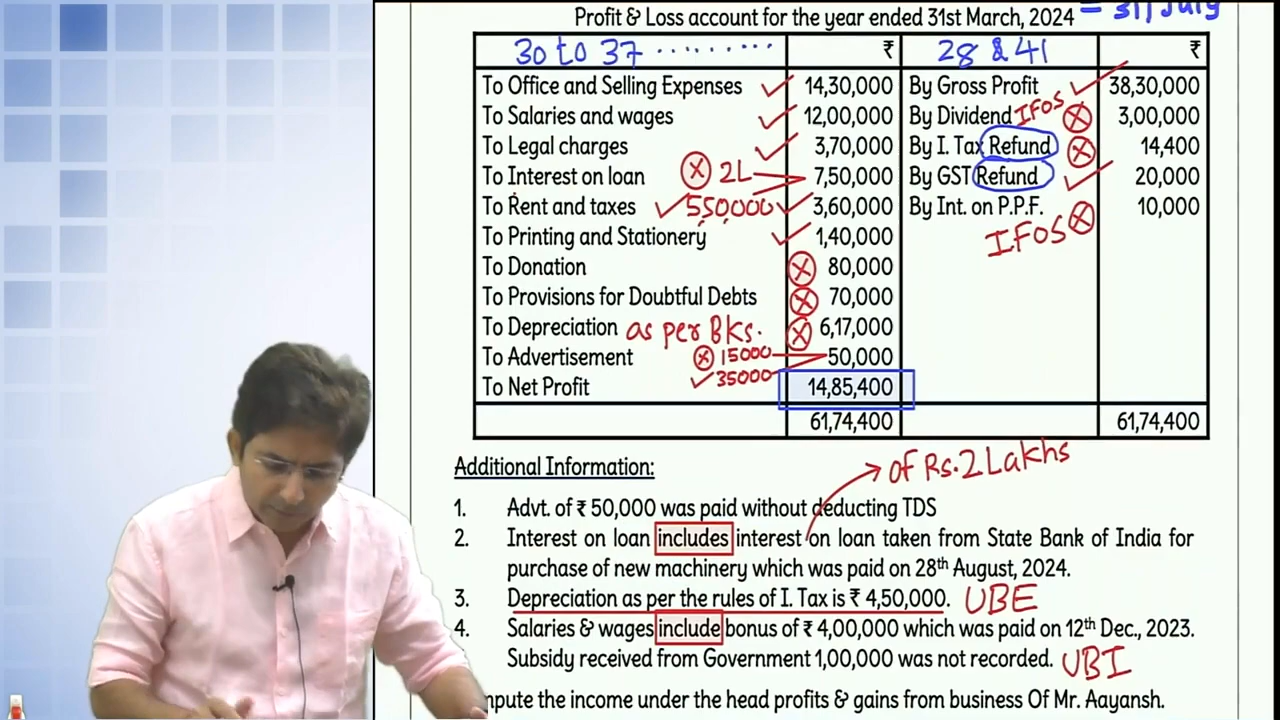 Profit & Loss account for the year ended 31st March, 2024 = 31, July
30 to 37 ......... ₹ 28 & 41 ₹
To Office and Selling Expenses ✓ 14,30,000 By Gross Profit ✓ 38,30,000
To Salaries and wages ✓ 12,00,000 By Dividend IFOS ⊗ 3,00,000
To Legal charges ✓ 3,70,000 By I. Tax Refund ⊗ 14,400
To Interest on loan ⊗ 2L 7,50,000 By GST Refund ✓ 20,000
To Rent and taxes ✓ 5,50,000 ✓ 3,60,000 By Int. on P.P.F. ⊗ 10,000
IFOS
To Printing and Stationery ✓ 1,40,000
To Donation ⊗ 80,000
To Provisions for Doubtful Debts ⊗ 70,000
To Depreciation as per Bks. ⊗ 6,17,000
To Advertisement ⊗ 15000 50,000
✓ 35000
To Net Profit 14,85,400
61,74,400 61,74,400
Additional Information: of Rs.2 Lakhs
1. Advt. of ₹ 50,000 was paid without deducting TDS
2. Interest on loan includes interest on loan taken from State Bank of India for
purchase of new machinery which was paid on 28th August, 2024.
3. Depreciation as per the rules of I. Tax is ₹ 4,50,000. UBE
4. Salaries & wages include bonus of ₹ 4,00,000 which was paid on 12th Dec., 2023.
Subsidy received from Government 1,00,000 was not recorded. UBI
the income under the head profits & gains from business Of Mr. Aayansh.